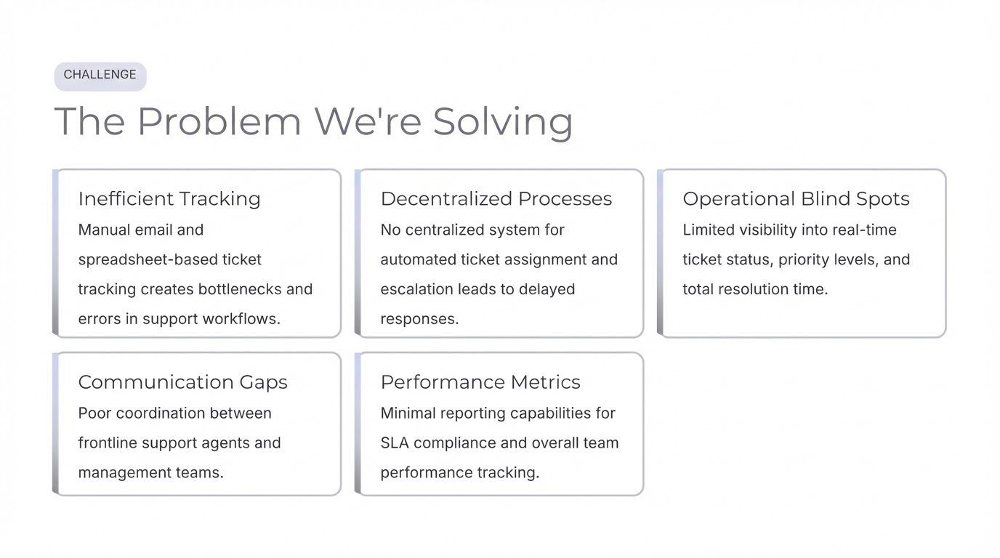 CHALLENGE
The Problem We're Solving
Inefficient Tracking
Manual email and
spreadsheet-based ticket
tracking creates bottlenecks and
errors in support workflows.
Decentralized Processes
No centralized system for
automated ticket assignment and
escalation leads to delayed
responses.
Operational Blind Spots
Limited visibility into real-time
ticket status, priority levels, and
total resolution time.
Communication Gaps
Poor coordination between
frontline support agents and
management teams.
Performance Metrics
Minimal reporting capabilities for
SLA compliance and overall team
performance tracking.